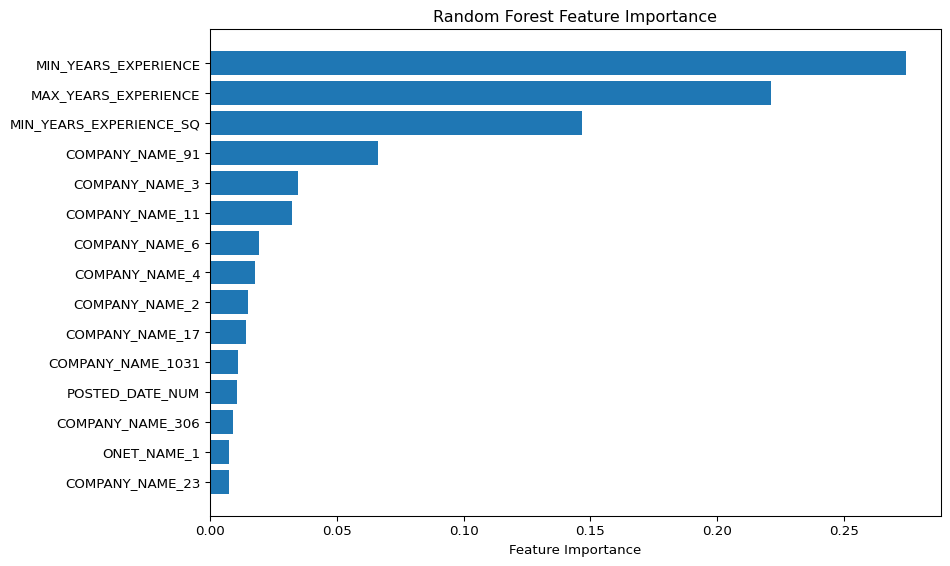 Random Forest Feature Importance
MIN_YEARS_EXPERIENCE
MAX_YEARS_EXPERIENCE
MIN_YEARS_EXPERIENCE_SQ
COMPANY_NAME_91
COMPANY_NAME_3
COMPANY_NAME_11
COMPANY_NAME_6
COMPANY_NAME_4
COMPANY_NAME_2
COMPANY_NAME_17
COMPANY_NAME_1031
POSTED_DATE_NUM
COMPANY_NAME_306
ONET_NAME_1
COMPANY_NAME_23
0.00 0.05 0.10 0.15 0.20 0.25
Feature Importance